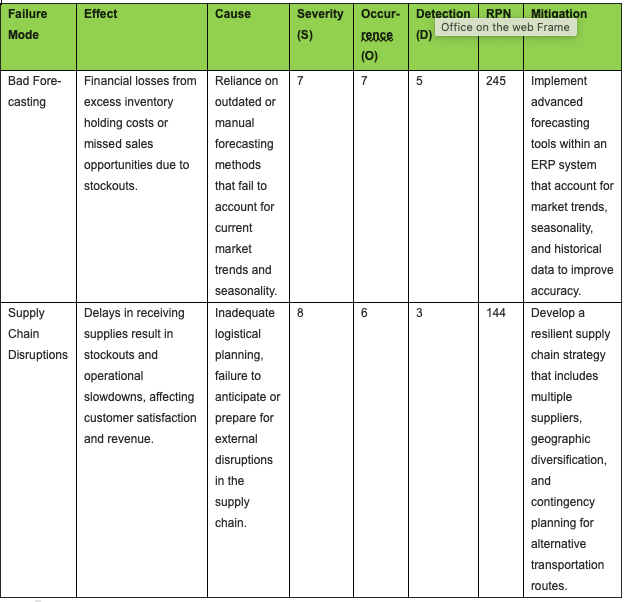 Failure
Mode
Effect
Cause
Severity
(S)
Occur-
rence
(O)
Detection
(D)
RPN
Mitigation
Office on the web Frame
Bad Fore-
casting
Financial losses from
excess inventory
holding costs or
missed sales
opportunities due to
stockouts.
Reliance on
outdated or
manual
forecasting
methods
that fail to
account for
current
market
trends and
seasonality.
7
7
5
245
Implement
advanced
forecasting
tools within an
ERP system
that account for
market trends,
seasonality,
and historical
data to improve
accuracy.
Supply
Chain
Disruptions
Delays in receiving
supplies result in
stockouts and
operational
slowdowns, affecting
customer satisfaction
and revenue.
Inadequate
logistical
planning,
failure to
anticipate or
prepare for
external
disruptions
in the
supply
chain.
8
6
3
144
Develop a
resilient supply
chain strategy
that includes
multiple
suppliers,
geographic
diversification,
and
contingency
planning for
alternative
transportation
routes.